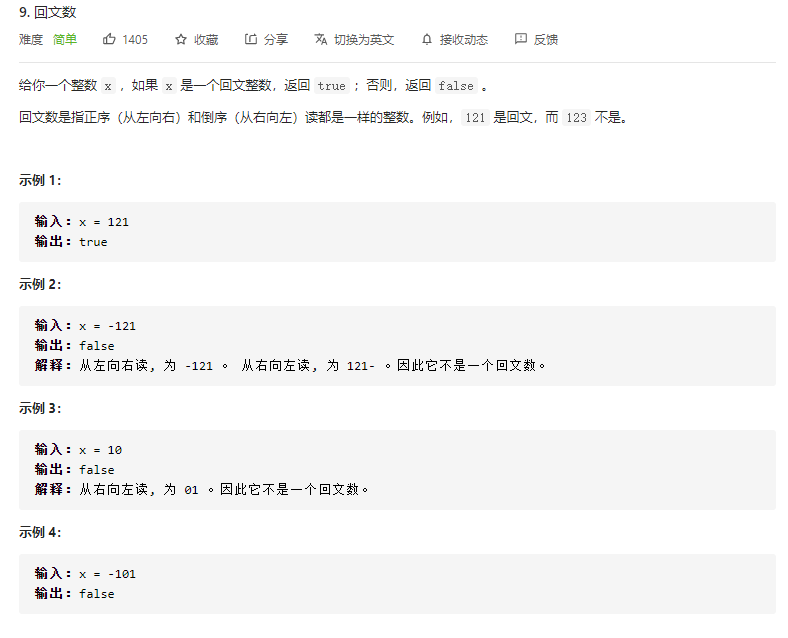 9. 回文数
难度 简单 1405 收藏 分享 切换为英文 接收动态 反馈
给你一个整数 x ，如果 x 是一个回文整数，返回 true ；否则，返回 false 。
回文数是指正序（从左向右）和倒序（从右向左）读都是一样的整数。例如，121 是回文，而 123 不是。
示例 1：
输入：x = 121
输出：true
示例 2：
输入：x = -121
输出：false
解释：从左向右读, 为 -121 。 从右向左读, 为 121- 。因此它不是一个回文数。
示例 3：
输入：x = 10
输出：false
解释：从右向左读, 为 01 。因此它不是一个回文数。
示例 4：
输入：x = -101
输出：false